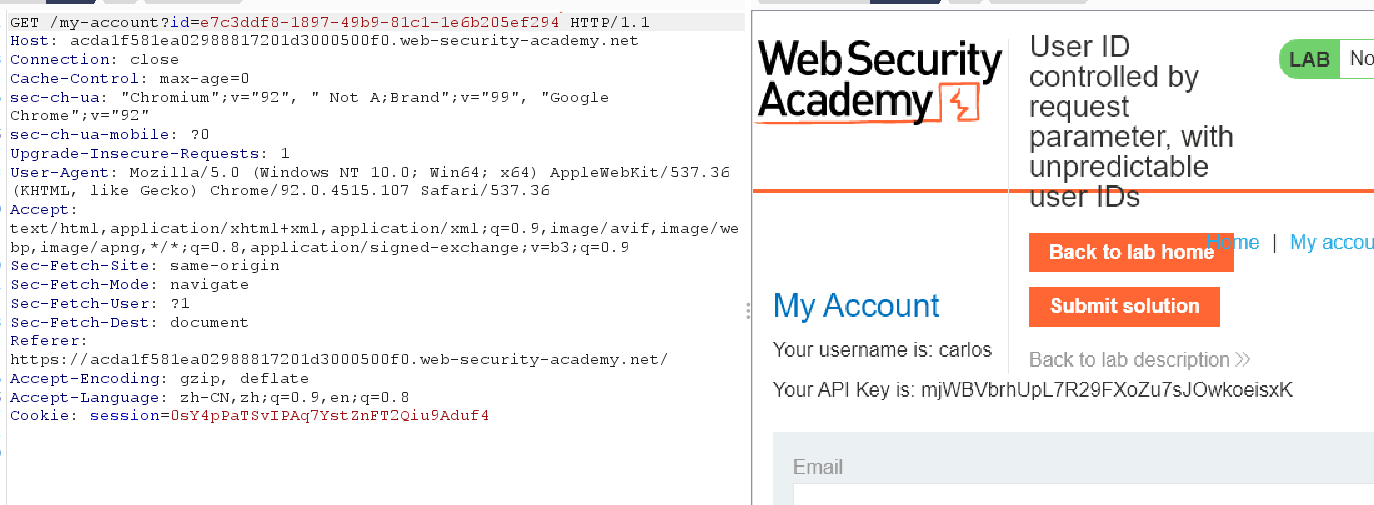 GET /my-account?id=e7c3ddf8-1897-49b9-81c1-1e6b205ef294 HTTP/1.1
Host: acda1f581ea02988817201d3000500f0.web-security-academy.net
Connection: close
Cache-Control: max-age=0
sec-ch-ua: "Chromium";v="92", " Not A;Brand";v="99", "Google
Chrome";v="92"
sec-ch-ua-mobile: ?0
Upgrade-Insecure-Requests: 1
User-Agent: Mozilla/5.0 (Windows NT 10.0; Win64; x64) AppleWebKit/537.36
(KHTML, like Gecko) Chrome/92.0.4515.107 Safari/537.36
Accept:
text/html,application/xhtml+xml,application/xml;q=0.9,image/avif,image/we
bp,image/apng,*/*;q=0.8,application/signed-exchange;v=b3;q=0.9
Sec-Fetch-Site: same-origin
Sec-Fetch-Mode: navigate
Sec-Fetch-User: ?1
Sec-Fetch-Dest: document
Referer:
https://acda1f581ea02988817201d3000500f0.web-security-academy.net/
Accept-Encoding: gzip, deflate
Accept-Language: zh-CN,zh;q=0.9,en;q=0.8
Cookie: session=0sY4pPaTSvIPAq7YstZnFT2Qiu9Aduf4
Web Security
Academy
User ID
controlled by
request
parameter, with
unpredictable
user IDs
LAB No
Back to lab home
Home | My accou
Submit solution
Back to lab description >>
My Account
Your username is: carlos
Your API Key is: mjWBVbrhUpL7R29FXoZu7sJOwkoeisxK
Email